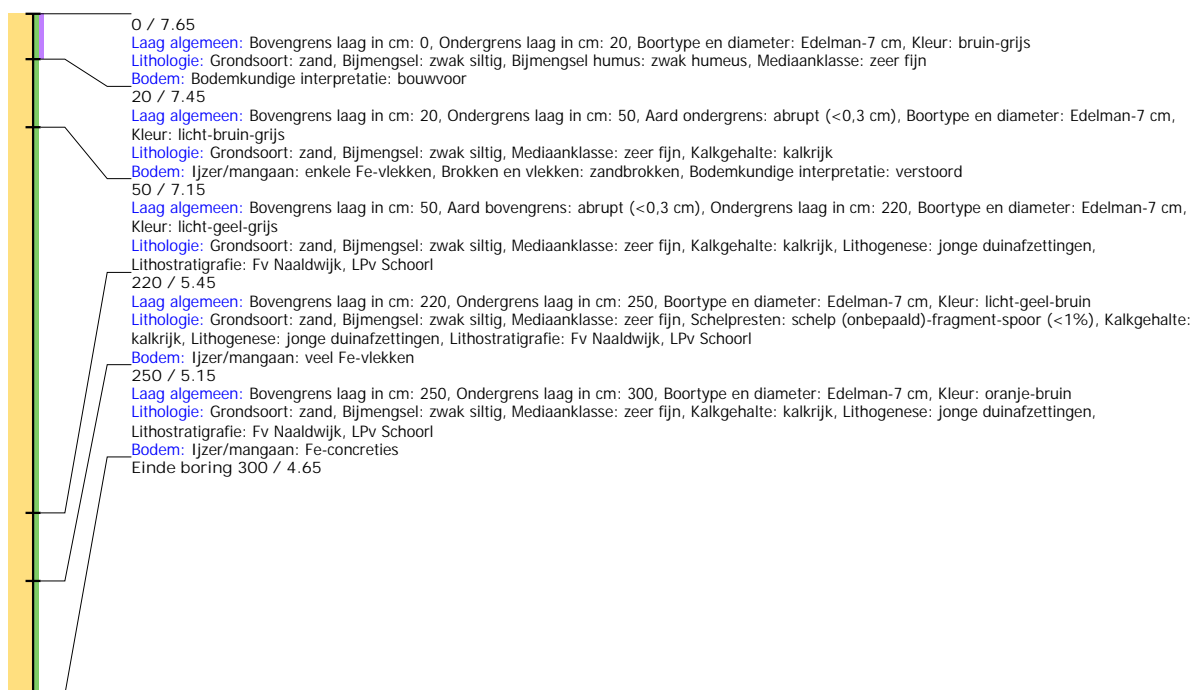 0 / 7.65
Laag algemeen: Bovengrens laag in cm: 0, Ondergrens laag in cm: 20, Boortype en diameter: Edelman-7 cm, Kleur: bruin-grijs
Lithologie: Grondsoort: zand, Bijmengsel: zwak siltig, Bijmengsel humus: zwak humeus, Mediaanklasse: zeer fijn
Bodem: Bodemkundige interpretatie: bouwvoor
20 / 7.45
Laag algemeen: Bovengrens laag in cm: 20, Ondergrens laag in cm: 50, Aard ondergrens: abrupt (<0,3 cm), Boortype en diameter: Edelman-7 cm,
Kleur: licht-bruin-grijs
Lithologie: Grondsoort: zand, Bijmengsel: zwak siltig, Mediaanklasse: zeer fijn, Kalkgehalte: kalkrijk
Bodem: Ijzer/mangaan: enkele Fe-vlekken, Brokken en vlekken: zandbrokken, Bodemkundige interpretatie: verstoord
50 / 7.15
Laag algemeen: Bovengrens laag in cm: 50, Aard bovengrens: abrupt (<0,3 cm), Ondergrens laag in cm: 220, Boortype en diameter: Edelman-7 cm,
Kleur: licht-geel-grijs
Lithologie: Grondsoort: zand, Bijmengsel: zwak siltig, Mediaanklasse: zeer fijn, Kalkgehalte: kalkrijk, Lithogenese: jonge duinafzettingen,
Lithostratigrafie: Fv Naaldwijk, LPv Schoorl
220 / 5.45
Laag algemeen: Bovengrens laag in cm: 220, Ondergrens laag in cm: 250, Boortype en diameter: Edelman-7 cm, Kleur: licht-geel-bruin
Lithologie: Grondsoort: zand, Bijmengsel: zwak siltig, Mediaanklasse: zeer fijn, Schelpresten: schelp (onbepaald)-fragment-spoor (<1%), Kalkgehalte:
kalkrijk, Lithogenese: jonge duinafzettingen, Lithostratigrafie: Fv Naaldwijk, LPv Schoorl
Bodem: Ijzer/mangaan: veel Fe-vlekken
250 / 5.15
Laag algemeen: Bovengrens laag in cm: 250, Ondergrens laag in cm: 300, Boortype en diameter: Edelman-7 cm, Kleur: oranje-bruin
Lithologie: Grondsoort: zand, Bijmengsel: zwak siltig, Mediaanklasse: zeer fijn, Kalkgehalte: kalkrijk, Lithogenese: jonge duinafzettingen,
Lithostratigrafie: Fv Naaldwijk, LPv Schoorl
Bodem: Ijzer/mangaan: Fe-concreties
Einde boring 300 / 4.65